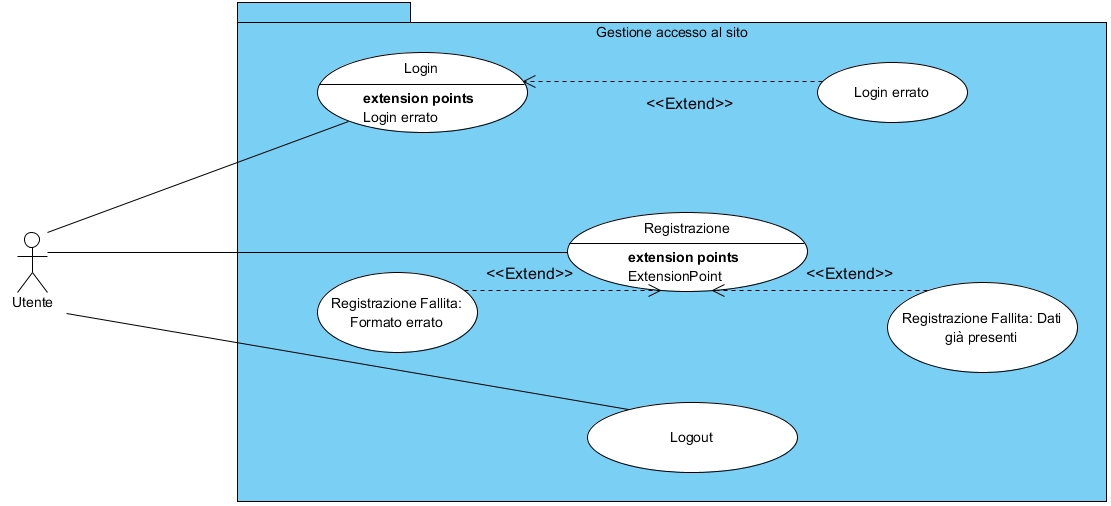 Gestione accesso al sito
Login
extension points
Login errato
<<Extend>>
Login errato
Registrazione
extension points
ExtensionPoint
<<Extend>>
<<Extend>>
Utente
Registrazione Fallita:
Formato errato
Registrazione Fallita: Dati
già presenti
Logout